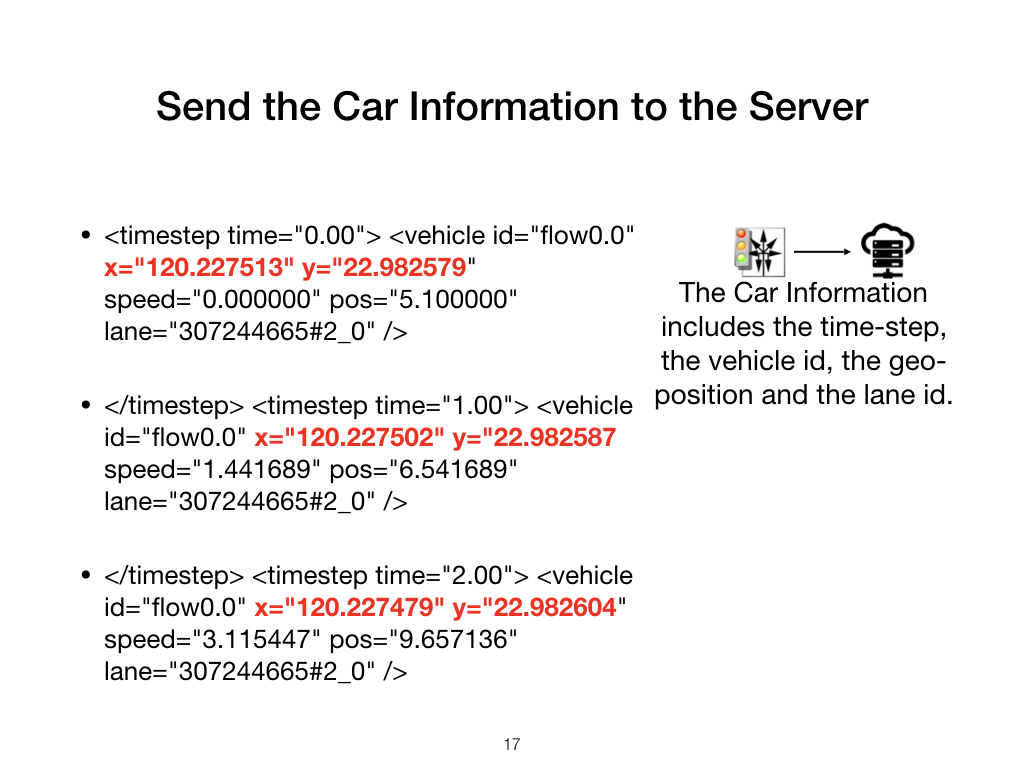 Send the Car Information to the Server
• <timestep time="0.00"> <vehicle id="flow0.0"
x="120.227513" y="22.982579"
speed="0.000000" pos="5.100000"
lane="307244665#2_0" />
• </timestep> <timestep time="1.00"> <vehicle
id="flow0.0" x="120.227502" y="22.982587
speed="1.441689" pos="6.541689"
lane="307244665#2_0" />
• </timestep> <timestep time="2.00"> <vehicle
id="flow0.0" x="120.227479" y="22.982604"
speed="3.115447" pos="9.657136"
lane="307244665#2_0" />
The Car Information
includes the time-step,
the vehicle id, the geo-
position and the lane id.
17